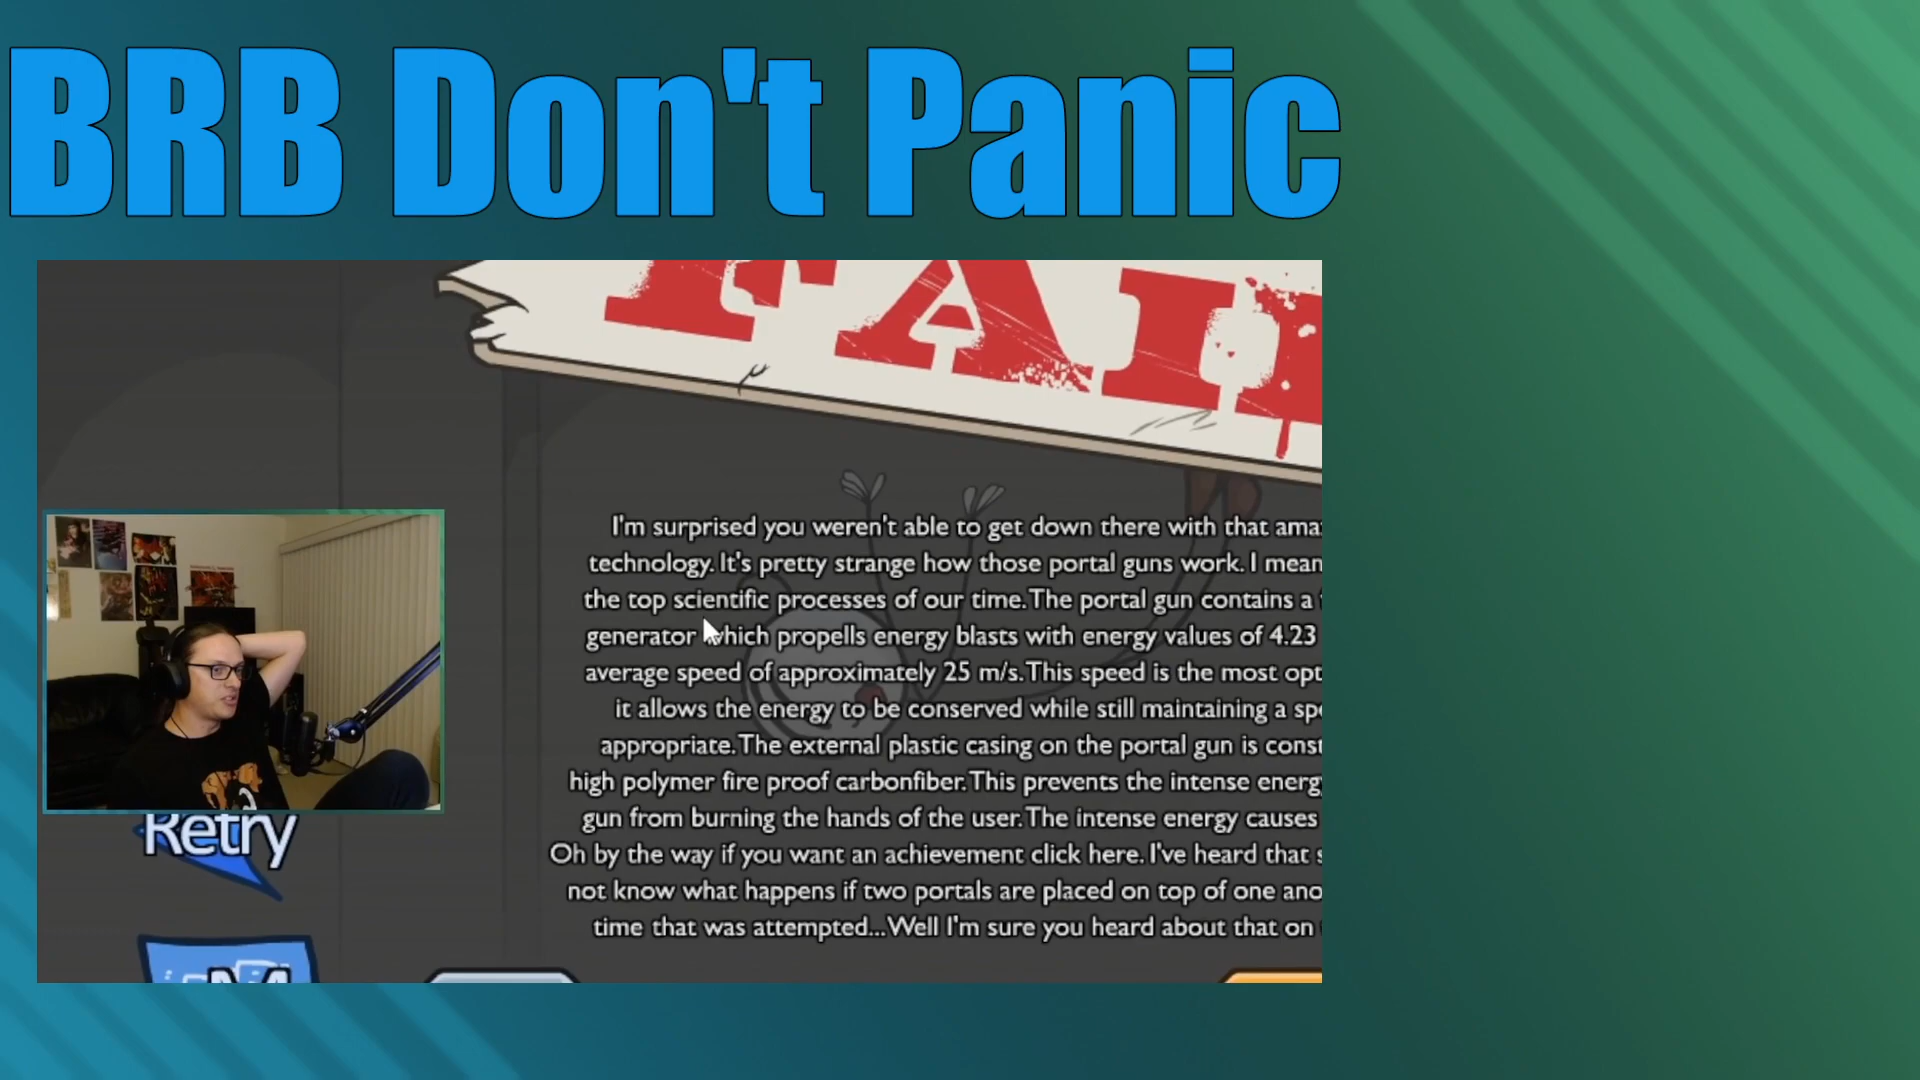 BRB Don't Panic
FAI
I'm surprised you weren't able to get down there with that
technology. It's pretty strange how those portal guns work. I mean
the top scientific processes of our time. The portal gun contains a
generator which propells energy blasts with energy values of 4.23
average speed of approximately 25 m/s. This speed is the most
it allows the energy to be conserved while still maintaining a
appropriate. The external plastic casing on the portal gun is
high polymer fire proof carbonfiber. This prevents the intense
gun from burning the hands of the user. The intense energy causes
Oh by the way if you want an achievement click here. I've heard that
not know what happens if two portals are placed on top of one
time that was attempted...Well I'm sure you heard about that on
Retry